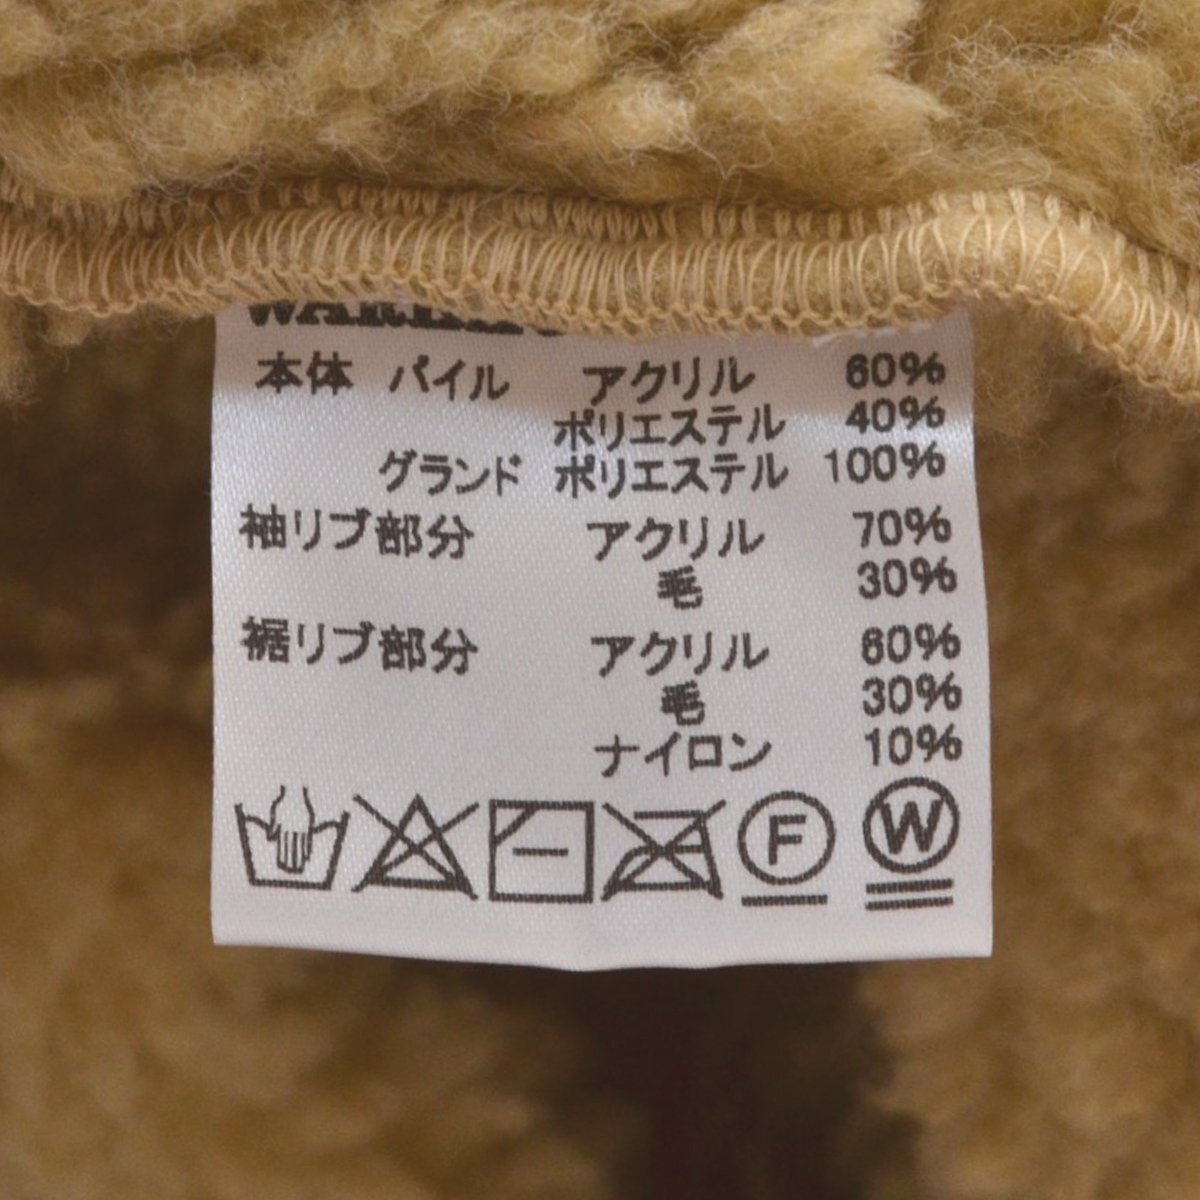 本体 パイル アクリル 60%
ポリエステル 40%
グランド ポリエステル 100%
袖リブ部分 アクリル 70%
毛 30%
裾リブ部分 アクリル 60%
毛 30%
ナイロン 10%
F W